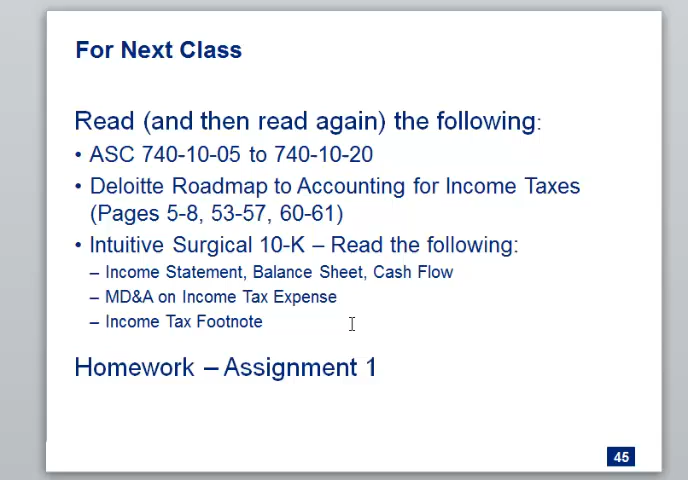 For Next Class
Read (and then read again) the following:
• ASC 740-10-05 to 740-10-20
• Deloitte Roadmap to Accounting for Income Taxes
(Pages 5-8, 53-57, 60-61)
• Intuitive Surgical 10-K – Read the following:
– Income Statement, Balance Sheet, Cash Flow
– MD&A on Income Tax Expense
– Income Tax Footnote
Homework – Assignment 1
45